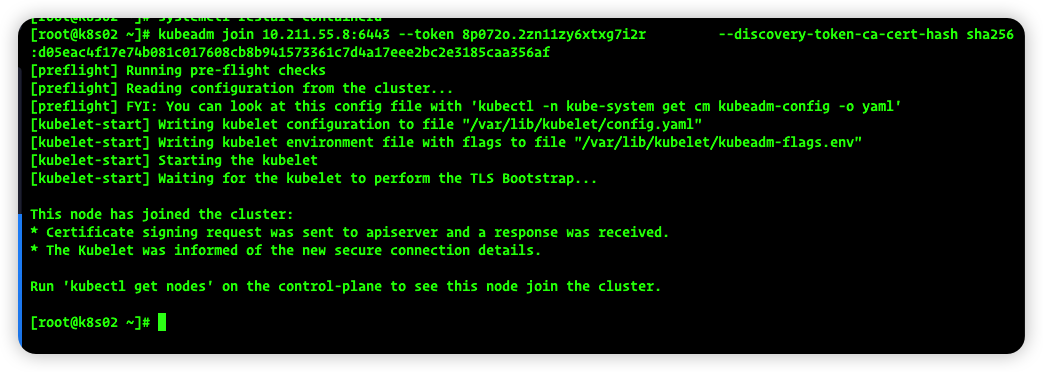 [root@k8s02 ~]# systemctl restart containerd
[root@k8s02 ~]# kubeadm join 10.211.55.8:6443 --token 8p072o.2zn11zy6xtxg7i2r         --discovery-token-ca-cert-hash sha256
:d05eac4f17e74b081c017608cb8b941573361c7d4a17eee2bc2e3185caa356af
[preflight] Running pre-flight checks
[preflight] Reading configuration from the cluster...
[preflight] FYI: You can look at this config file with 'kubectl -n kube-system get cm kubeadm-config -o yaml'
[kubelet-start] Writing kubelet configuration to file "/var/lib/kubelet/config.yaml"
[kubelet-start] Writing kubelet environment file with flags to file "/var/lib/kubelet/kubeadm-flags.env"
[kubelet-start] Starting the kubelet
[kubelet-start] Waiting for the kubelet to perform the TLS Bootstrap...
This node has joined the cluster:
* Certificate signing request was sent to apiserver and a response was received.
* The Kubelet was informed of the new secure connection details.
Run 'kubectl get nodes' on the control-plane to see this node join the cluster.
[root@k8s02 ~]#